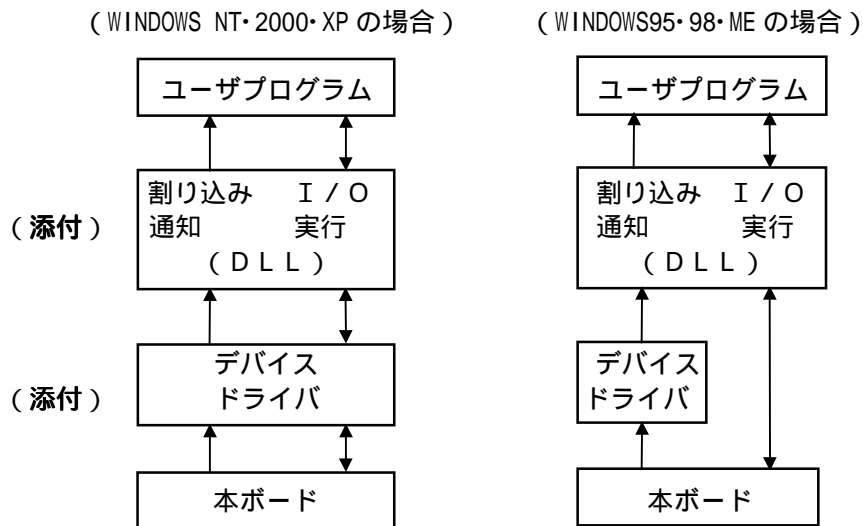 (WINDOWS NT･2000･XP の場合)
(WINDOWS95･98･ME の場合)
ユーザプログラム
ユーザプログラム
割り込み　Ｉ／Ｏ
通知　　　実行
(ＤＬＬ)
(添付)
割り込み　Ｉ／Ｏ
通知　　　実行
(ＤＬＬ)
デバイス
ドライバ
(添付)
デバイス
ドライバ
本ボード
本ボード